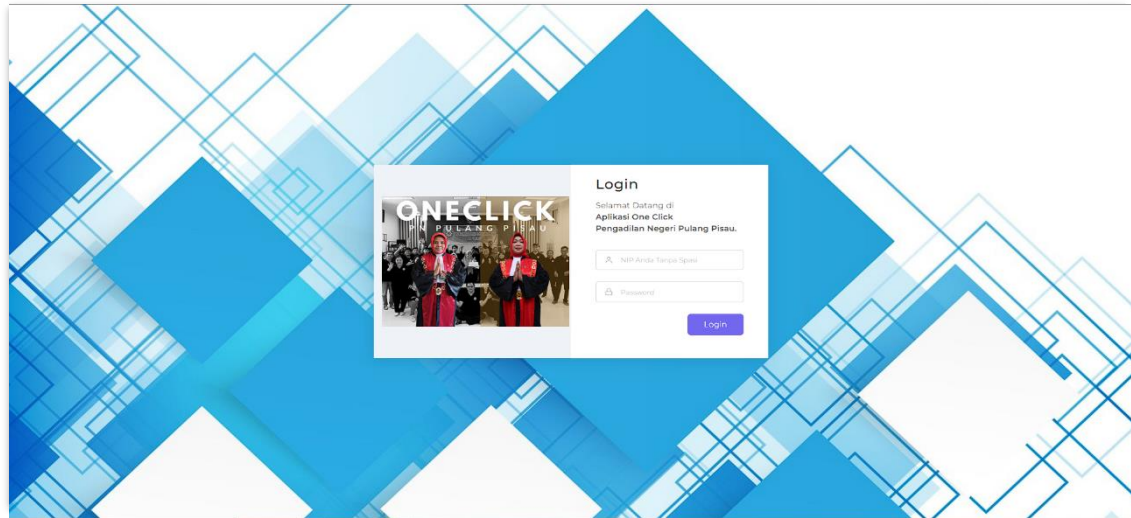 ONECLICK
PN PULANG PISAU
Login
Selamat Datang di
Aplikasi One Click
Pengadilan Negeri Pulang Pisau.
NIP Anda Tanpa Spasi
Password
Login